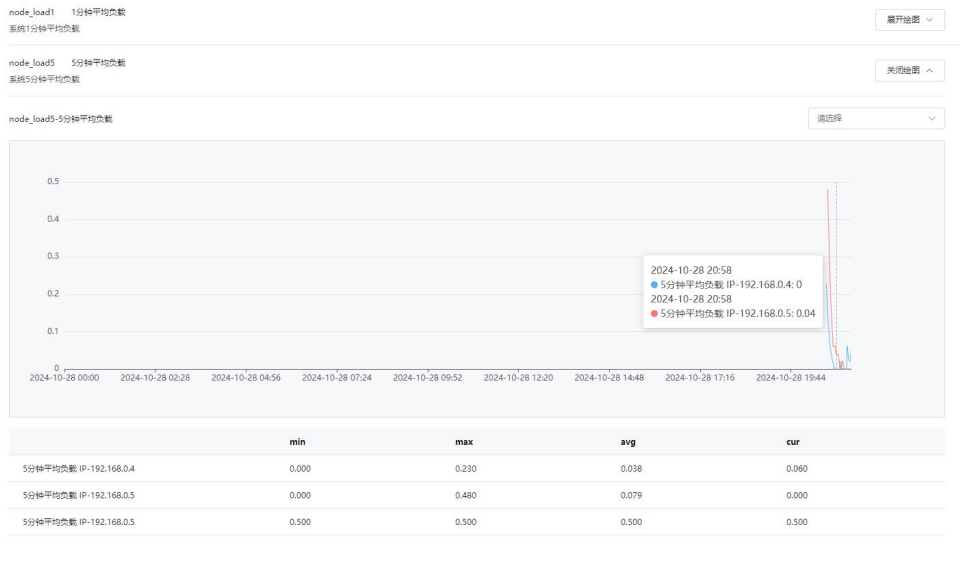 node_load1 1分钟平均负载
展开绘图
系统1分钟平均负载
node_load5 5分钟平均负载
关闭绘图
系统5分钟平均负载
node_load5-5分钟平均负载
请选择
0.5
0.4
0.3
0.2
0.1
0
2024-10-28 20:58
5分钟平均负载 IP-192.168.0.4: 0
2024-10-28 20:58
5分钟平均负载 IP-192.168.0.5: 0.04
2024-10-28 00:00 2024-10-28 02:28 2024-10-28 04:56 2024-10-28 07:24 2024-10-28 09:52 2024-10-28 12:20 2024-10-28 14:48 2024-10-28 17:16 2024-10-28 19:44
min max avg cur
5分钟平均负载 IP-192.168.0.4 0.000 0.230 0.038 0.060
5分钟平均负载 IP-192.168.0.5 0.000 0.480 0.079 0.000
5分钟平均负载 IP-192.168.0.5 0.500 0.500 0.500 0.500